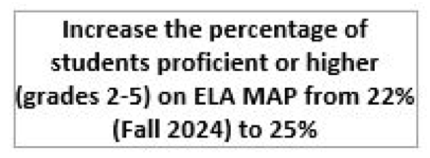 Increase the percentage of
students proficient or higher
(grades 2-5) on ELA MAP from 22%
(Fall 2024) to 25%